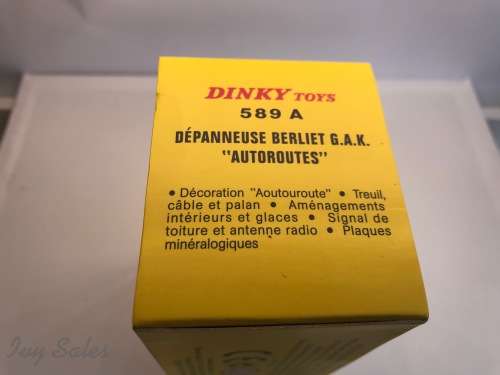 DINKY TOYS
589 A
DÉPANNEUSE BERLIET G.A.K.
"AUTOROUTES"
• Décoration "Aoutouroute" • Treuil,
câble et palan • Aménagements
intérieurs et glaces • Signal de
toiture et antenne radio • Plaques
minéralogiques
Ivy Sales